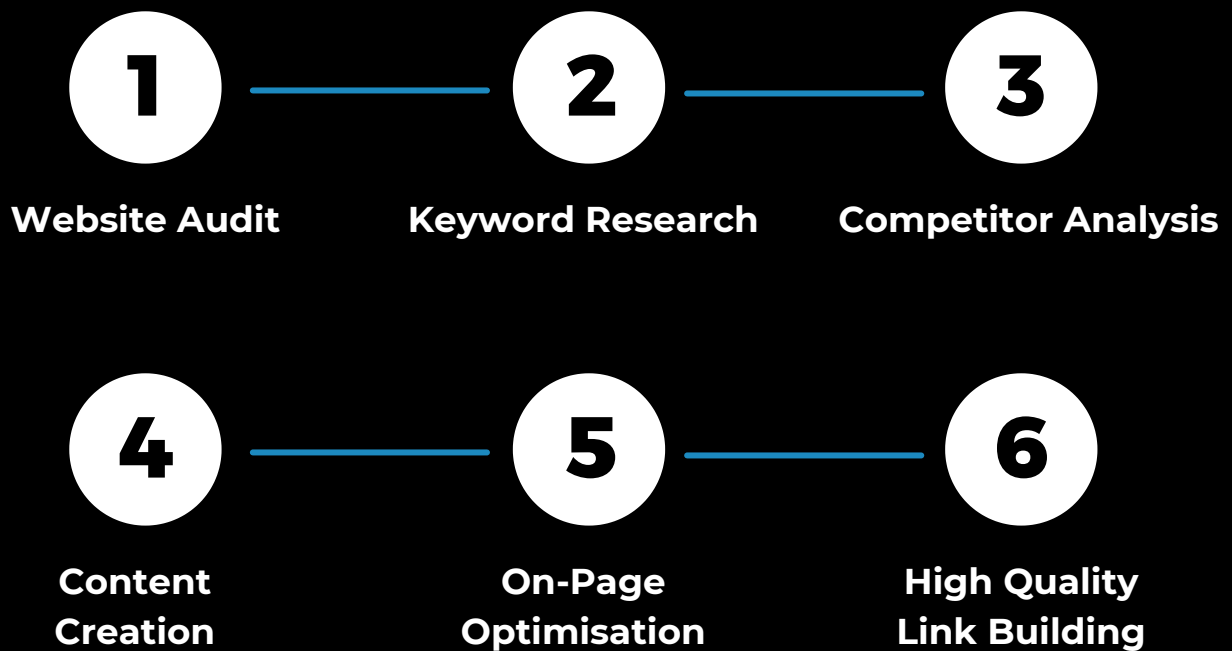 1
2
3
Website Audit
Keyword Research
Competitor Analysis
4
5
6
Content
Creation
On-Page
Optimisation
High Quality
Link Building